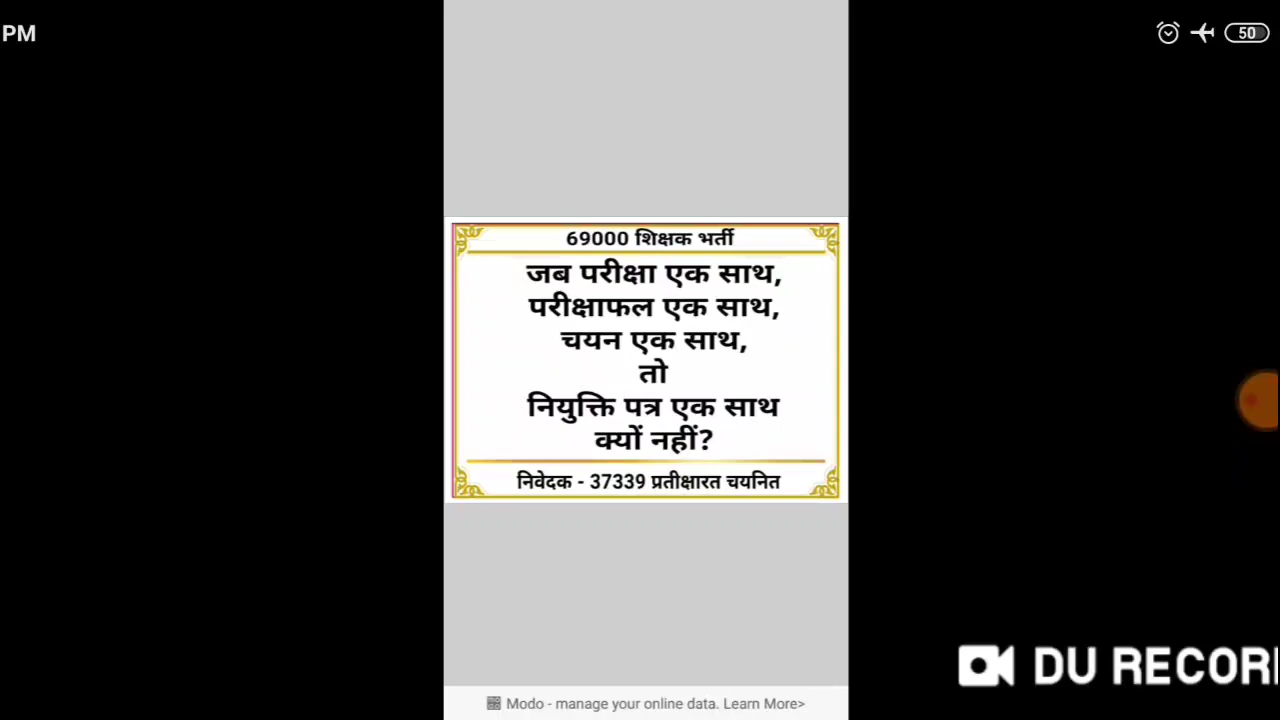 PM
50
69000 शिक्षक भर्ती
जब परीक्षा एक साथ,
परीक्षाफल एक साथ,
चयन एक साथ,
तो
नियुक्ति पत्र एक साथ
क्यों नहीं?
निवेदक - 37339 प्रतीक्षारत चयनित
DU RECOR
Modo - manage your online data. Learn More>